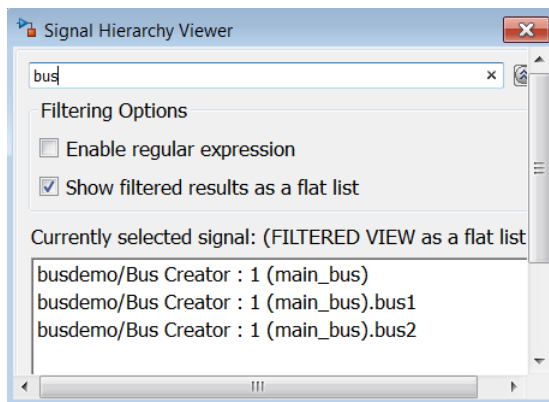 Signal Hierarchy Viewer
bus
Filtering Options
Enable regular expression
Show filtered results as a flat list
Currently selected signal: (FILTERED VIEW as a flat list
busdemo/Bus Creator : 1 (main_bus)
busdemo/Bus Creator : 1 (main_bus).bus1
busdemo/Bus Creator : 1 (main_bus).bus2